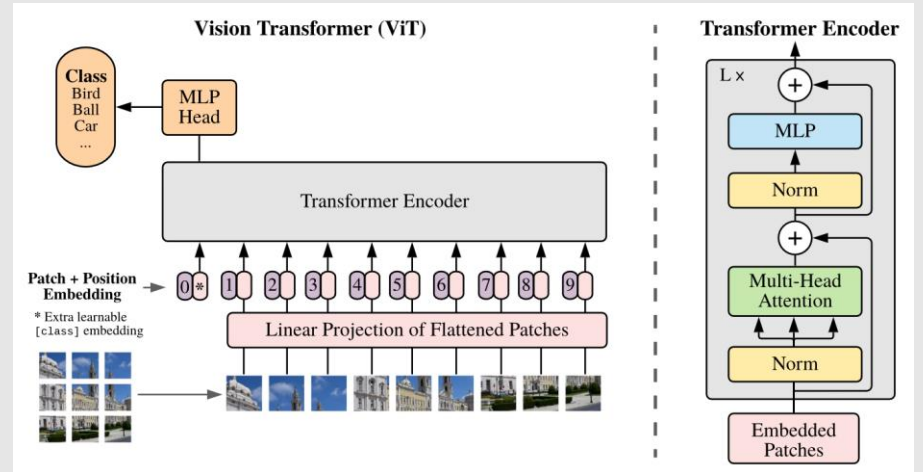 Vision Transformer (ViT)
Class
Bird
Ball
Car
...
MLP
Head
Transformer Encoder
Patch + Position
Embedding
0 * 1 2 3 4 5 6 7 8 9
* Extra learnable
[class] embedding
Linear Projection of Flattened Patches
Transformer Encoder
L x
+
MLP
Norm
+
Multi-Head
Attention
Norm
Embedded
Patches